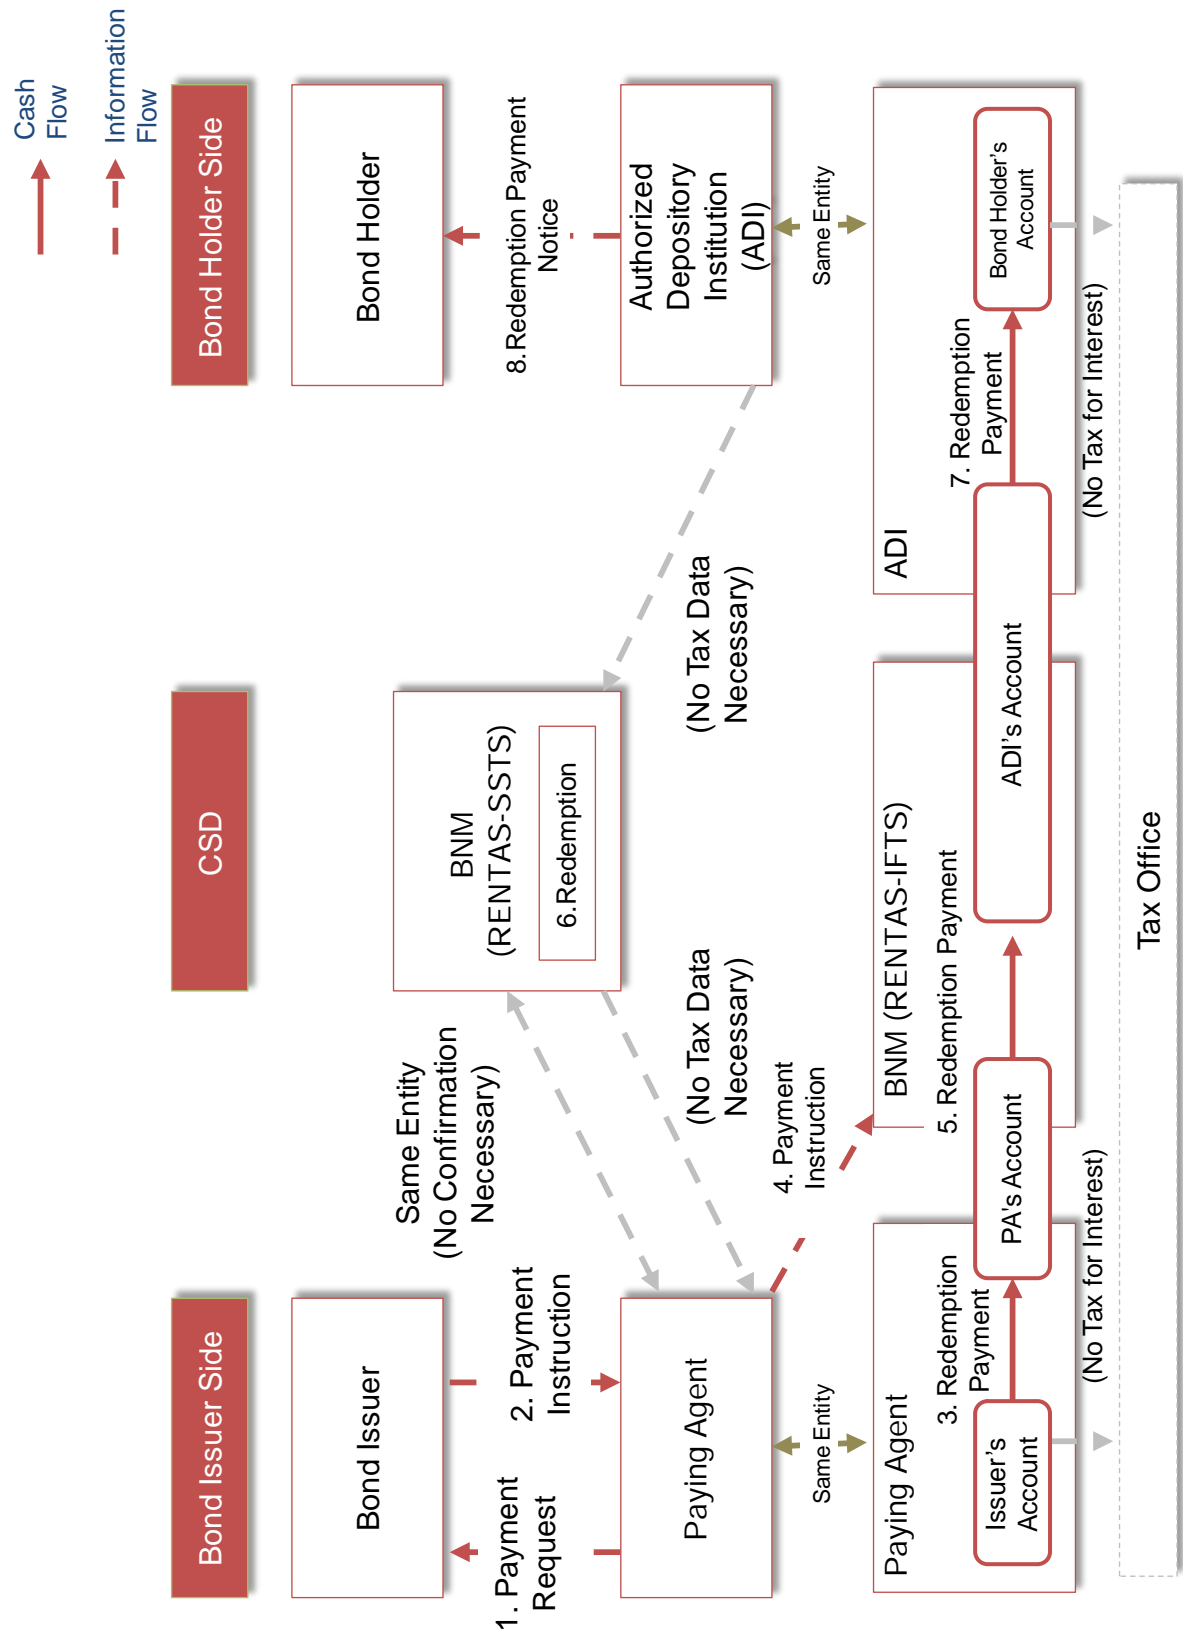 Cash
Flow
Information
Flow
Bond Issuer Side
CSD
Bond Holder Side
Bond Issuer
Bond Holder
1. Payment
Request
2. Payment
Instruction
Same Entity
(No Confirmation
Necessary)
BNM
(RENTAS-SSTS)
6.Redemption
8.Redemption Payment
Notice
Paying Agent
Authorized
Depository
Institution
(ADI)
(No Tax Data
Necessary)
(No Tax Data
Necessary)
4. Payment
Instruction
Same Entity
Same Entity
Paying Agent
BNM (RENTAS-IFTS)
ADI
3. Redemption
Payment
5. Redemption Payment
7. Redemption
Payment
Issuer's
Account
PA's Account
ADI's Account
Bond Holder's
Account
(No Tax for Interest)
(No Tax for Interest)
Tax Office